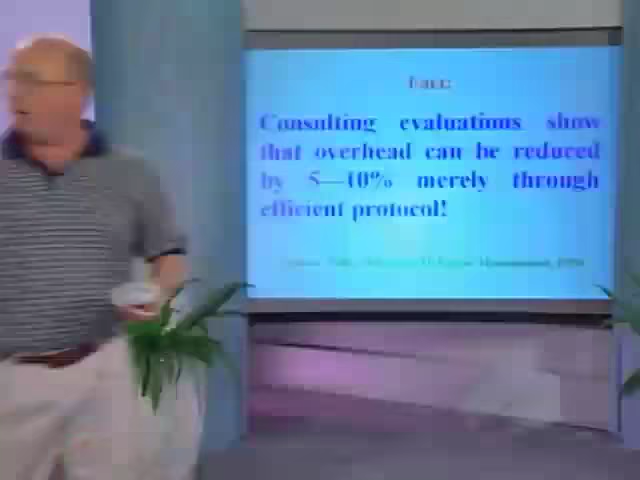 Fact:
Consulting evaluations show
that overhead can be reduced
by 5—10% merely through
efficient protocol!